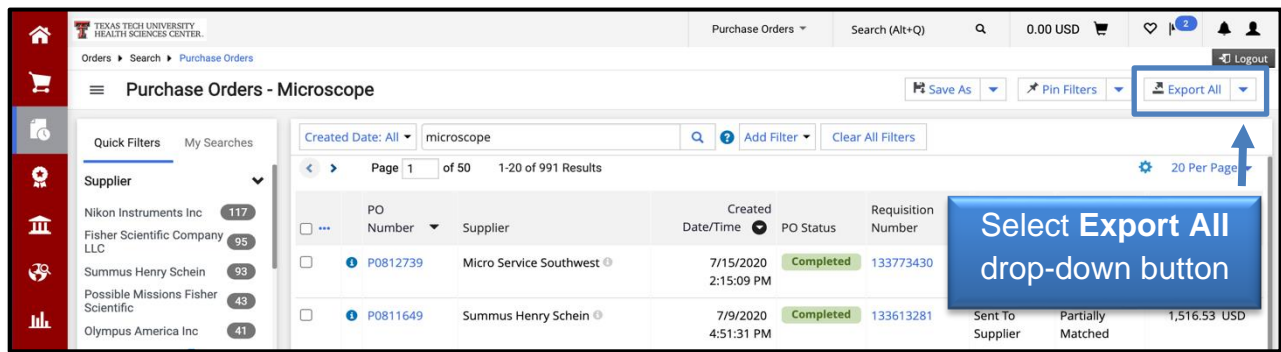 TEXAS TECH UNIVERSITY
HEALTH SCIENCES CENTER.
Purchase Orders
Search (Alt+Q)
0.00 USD
2
Orders Search Purchase Orders
Logout
Purchase Orders - Microscope
Save As
Pin Filters
Export All
Quick Filters My Searches
Created Date: All microscope
? Add Filter Clear All Filters
Page 1 of 50 1-20 of 991 Results
20 Per Page
Supplier
Nikon Instruments Inc 117
Fisher Scientific Company LLC 95
Summus Henry Schein 93
Possible Missions Fisher Scientific 43
Olympus America Inc 41
PO Number Supplier Created Date/Time PO Status Requisition Number
P0812739 Micro Service Southwest 7/15/2020 2:15:09 PM Completed 133773430
P0811649 Summus Henry Schein 7/9/2020 4:51:31 PM Completed 133613281 Sent To Supplier Partially Matched 1,516.53 USD
Select Export All
drop-down button